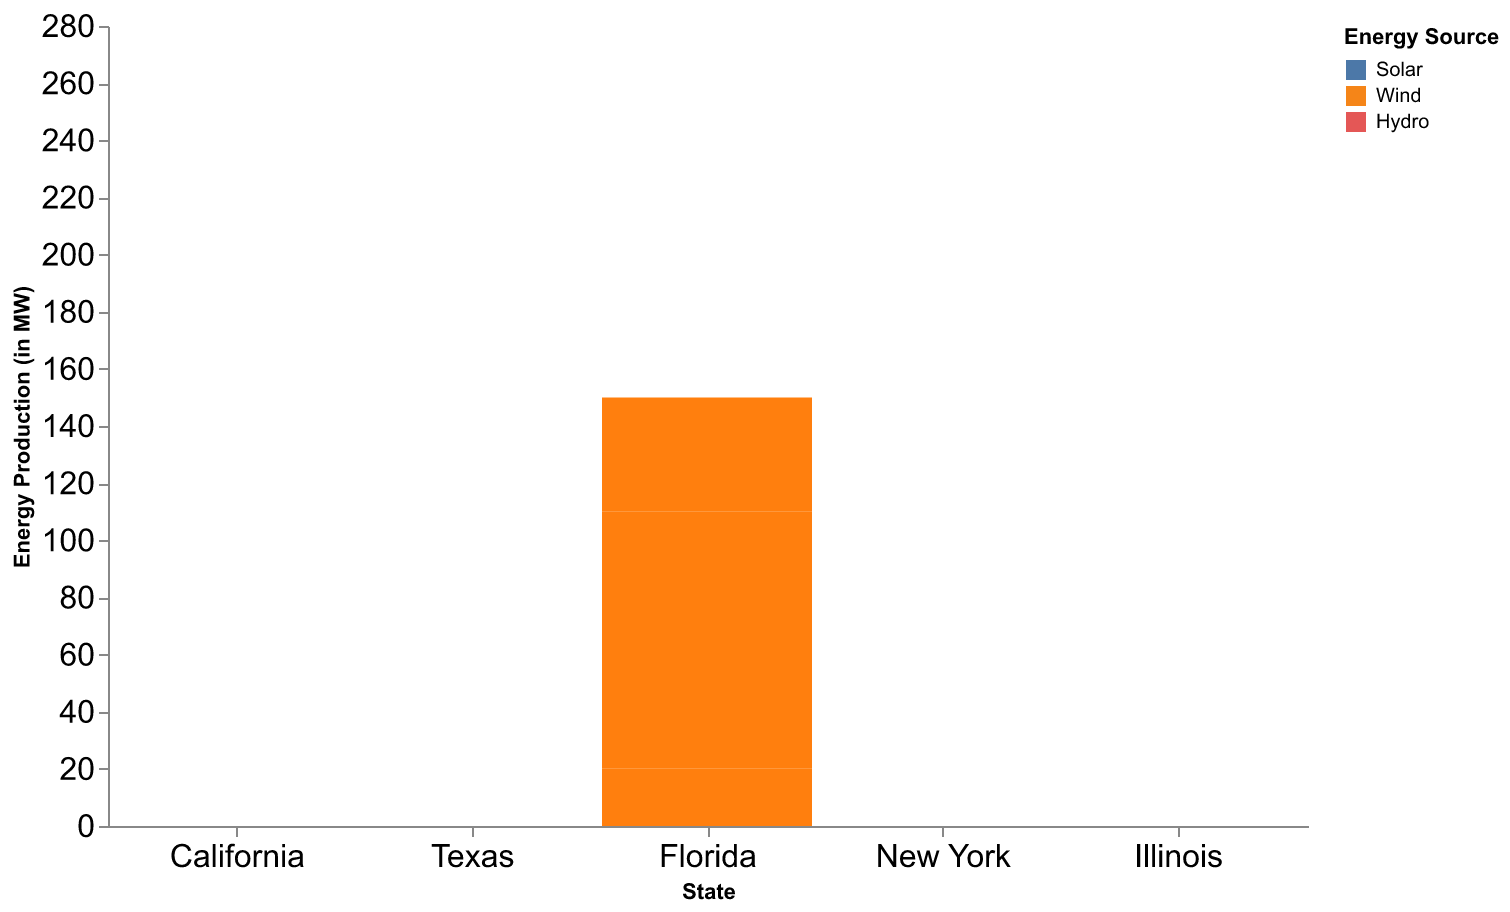 280
260
240
220
200
180
160
140
120
100
80
60
40
20
0
Energy Production (in MW)
California
Texas
Florida
New York
Illinois
State
Energy Source
Solar
Wind
Hydro